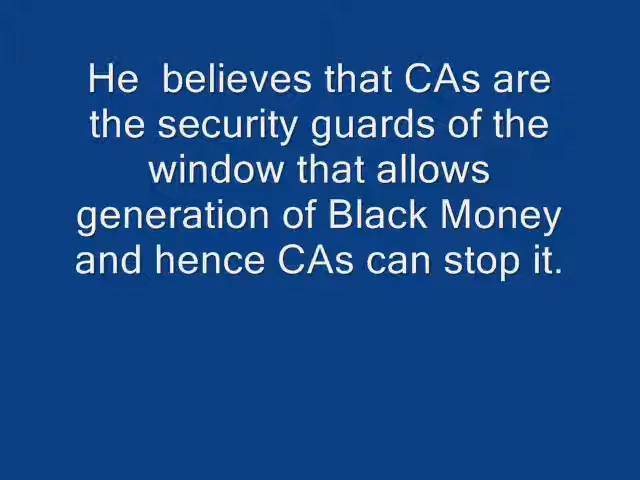 He  believes that CAs are
the security guards of the
window that allows
generation of Black Money
and hence CAs can stop it.